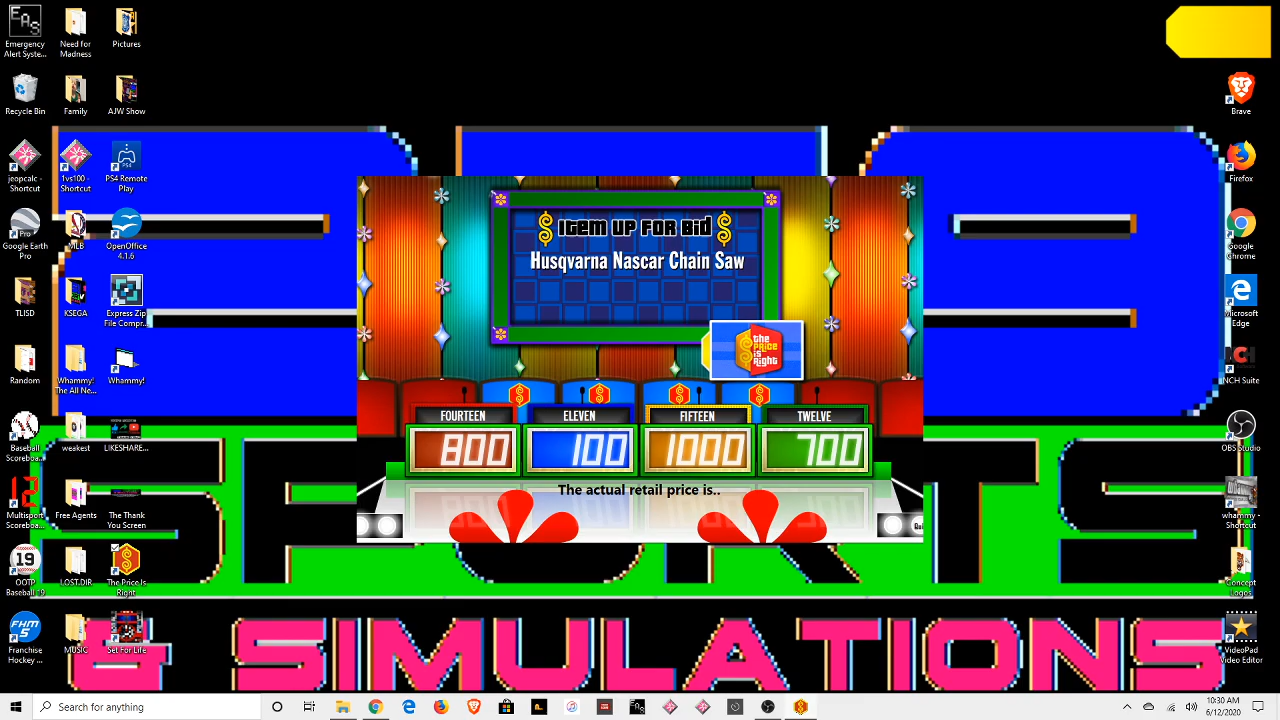 Emergency
Alert Syste...
Need for
Madness
Pictures
Recycle Bin
Family
AJW Show
Brave
jeopcalc -
Shortcut
1vs100 -
Shortcut
PS4 Remote
Play
Firefox
Google Earth
Pro
MLB
OpenOffice
4.1.6
Google
Chrome
TLISD
KSEGA
Express Zip
File Compr...
Microsoft
Edge
Random
Whammy!
The All Ne...
Whammy!
NCH Suite
Baseball
Scoreboa...
weakest
LIKESHARE...
OBS Studio
Multisport
Scoreboa...
Free Agents
The Thank
You Screen
whammy -
Shortcut
OOTP
Baseball 19
LOST.DIR
The Price Is
Right
Concept
Logos
Franchise
Hockey ...
MUSIC
Set For Life
VideoPad
Video Editor
ITEM UP FOR BID
Husqvarna Nascar Chain Saw
the
PRICE
is
Right
FOURTEEN ELEVEN FIFTEEN TWELVE
800 100 1000 700
The actual retail price is..
SPORTS
& SIMULATIONS
Search for anything
10:30 AM
6/12/2020